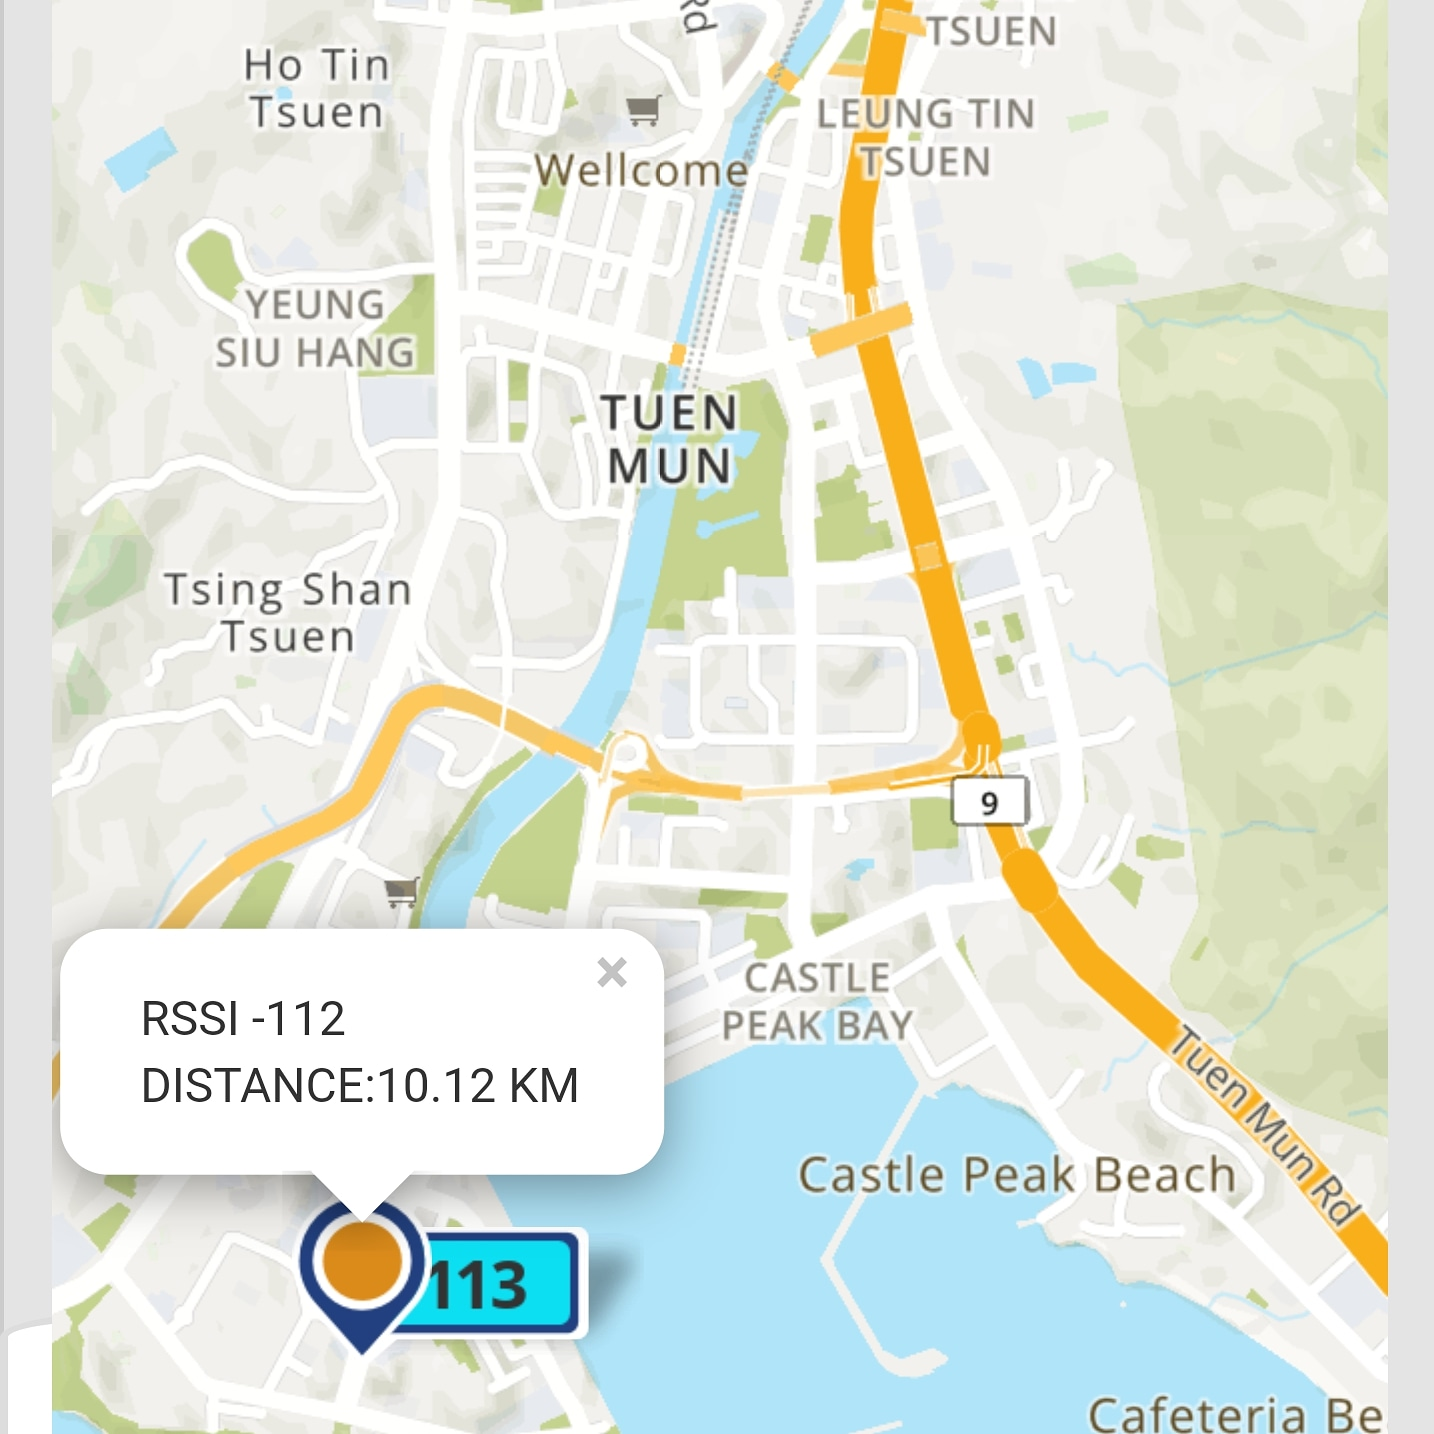 Rd
TSUEN
Ho Tin
Tsuen
LEUNG TIN
TSUEN
Wellcome
YEUNG
SIU HANG
TUEN
MUN
Tsing Shan
Tsuen
9
CASTLE
PEAK BAY
RSSI -112
DISTANCE:10.12 KM
×
Tuen Mun Rd
Castle Peak Beach
113
Cafeteria Be